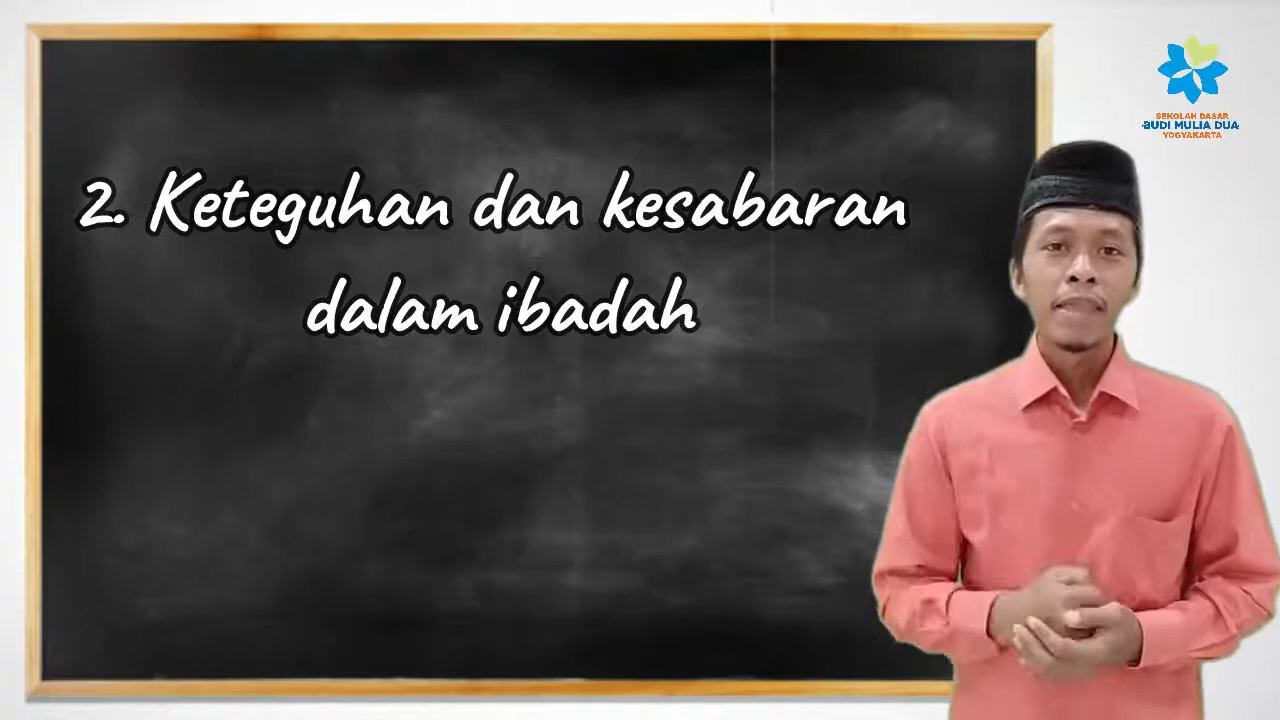 2. Keteguhan dan kesabaran
dalam ibadah
SEKOLAH DASAR
BUDI MULIA DUA
YOGYAKARTA